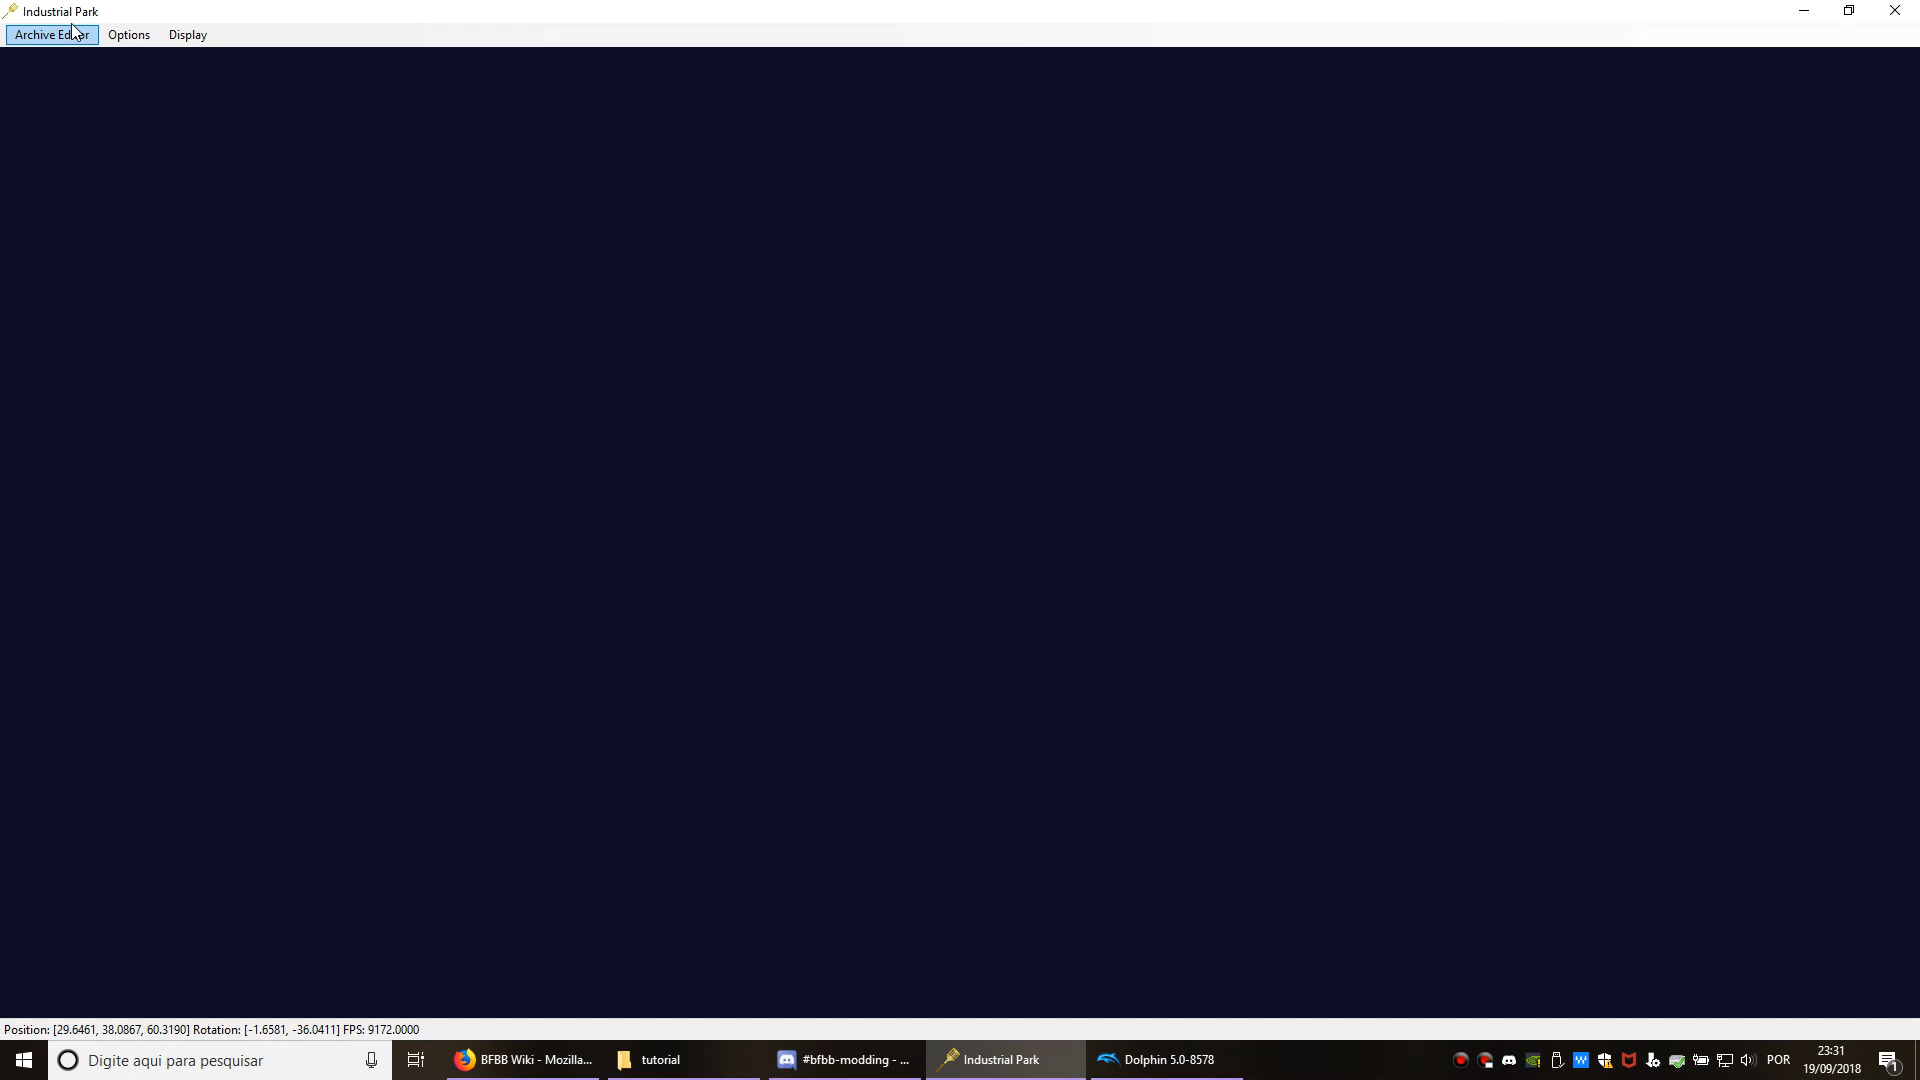 Industrial Park
Archive Editor Options Display
Position: [29.6461, 38.0867, 60.3190] Rotation: [-1.6581, -36.0411] FPS: 9172.0000
Digite aqui para pesquisar
BFBB Wiki - Mozilla...
tutorial
#bfbb-modding - ...
Industrial Park
Dolphin 5.0-8578
W
POR
23:31
19/09/2018
1